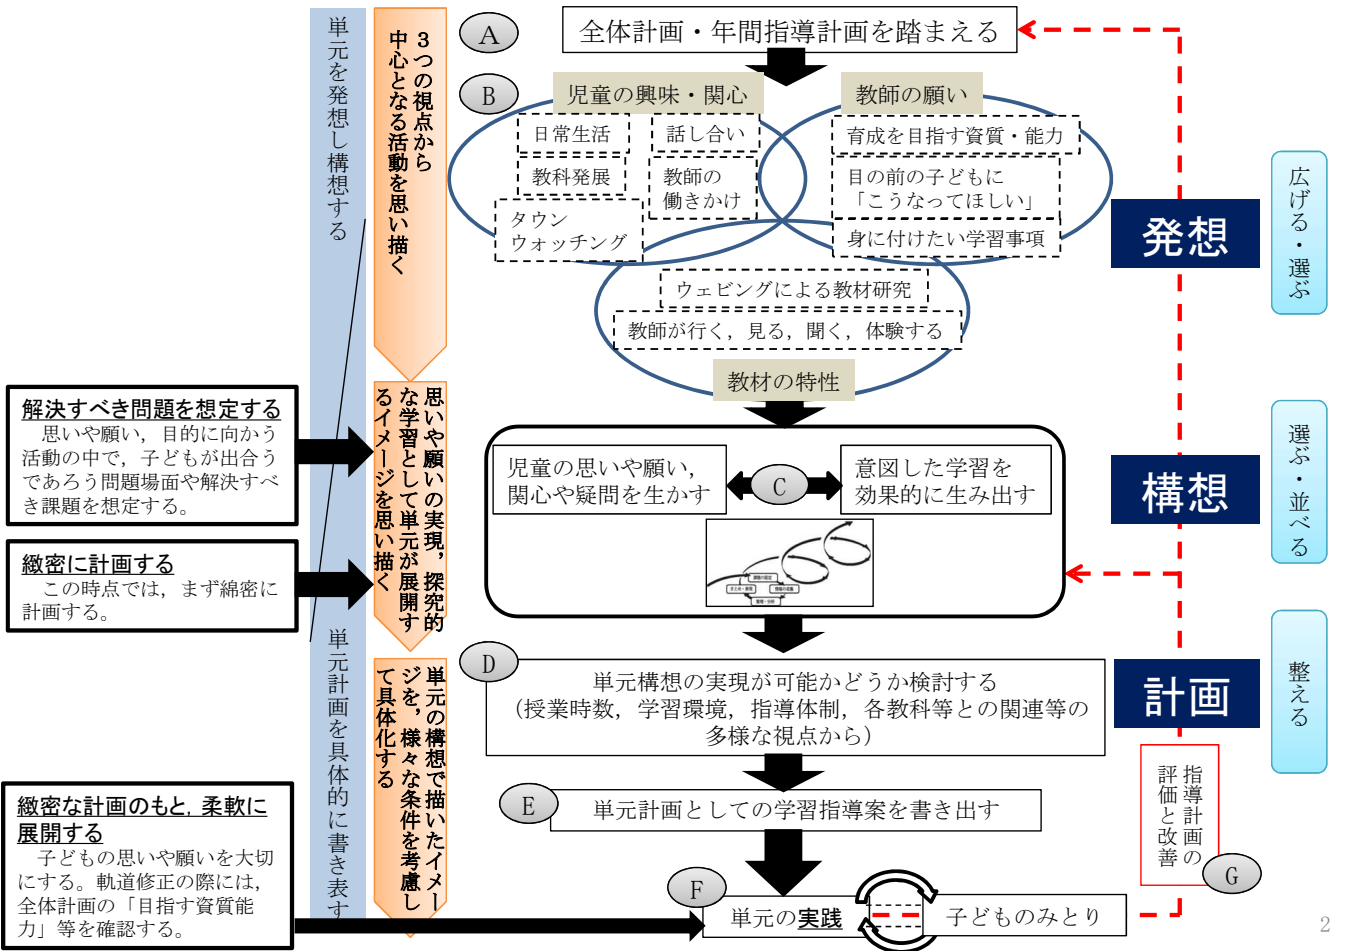 単元を発想し構想する
単元計画を具体的に書き表す
3つの視点から
中心となる活動を思い描く
思いや願いの実現，探究的
な学習として単元が展開す
るイメージを思い描く
単元の構想で描いたイメー
ジを，様々な条件を考慮し
て具体化する
解決すべき問題を想定する
思いや願い，目的に向かう
活動の中で，子どもが出合う
であろう問題場面や解決すべ
き課題を想定する。
緻密に計画する
この時点では，まず綿密に
計画する。
緻密な計画のもと，柔軟に
展開する
子どもの思いや願いを大切
にする。軌道修正の際には，
全体計画の「目指す資質能
力」等を確認する。
A
全体計画・年間指導計画を踏まえる
B
児童の興味・関心
教師の願い
日常生活
話し合い
教科発展
教師の
働きかけ
タウン
ウォッチング
育成を目指す資質・能力
目の前の子どもに
「こうなってほしい」
身に付けたい学習事項
ウェビングによる教材研究
教師が行く，見る，聞く，体験する
教材の特性
児童の思いや願い，
関心や疑問を生かす
C
意図した学習を
効果的に生み出す
課題の設定
まとめ・表現
情報の収集
整理・分析
D
単元構想の実現が可能かどうか検討する
（授業時数，学習環境，指導体制，各教科等との関連等の
多様な視点から）
E
単元計画としての学習指導案を書き出す
F
単元の実践
子どものみとり
発想
構想
計画
広げる・選ぶ
選ぶ・並べる
整える
指導計画の
評価と改善
G
2